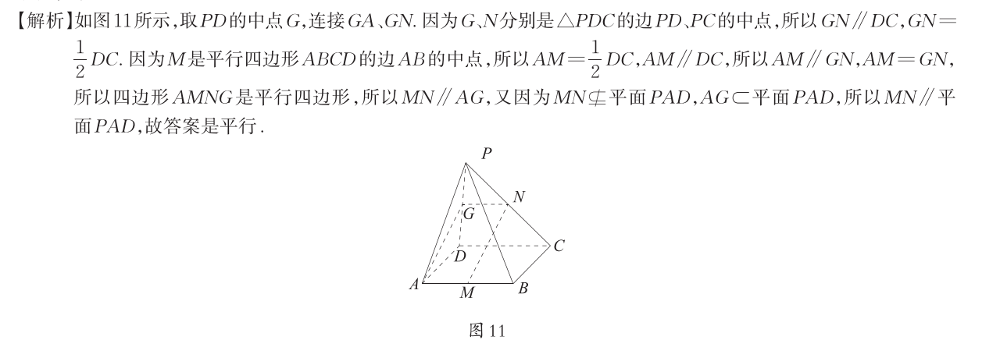 【解析】如图11所示,取PD的中点G,连接GA、GN.因为G、N分别是△PDC的边PD、PC的中点,所以GN∥DC,GN=
1/2 DC.因为M是平行四边形ABCD的边AB的中点,所以AM=1/2 DC,AM∥DC,所以AM∥GN,AM=GN,
所以四边形AMNG是平行四边形,所以MN∥AG,又因为MN⊈平面PAD,AG⊂平面PAD,所以MN∥平
面PAD,故答案是平行.
P
N
G
D
C
A
M
B
图11